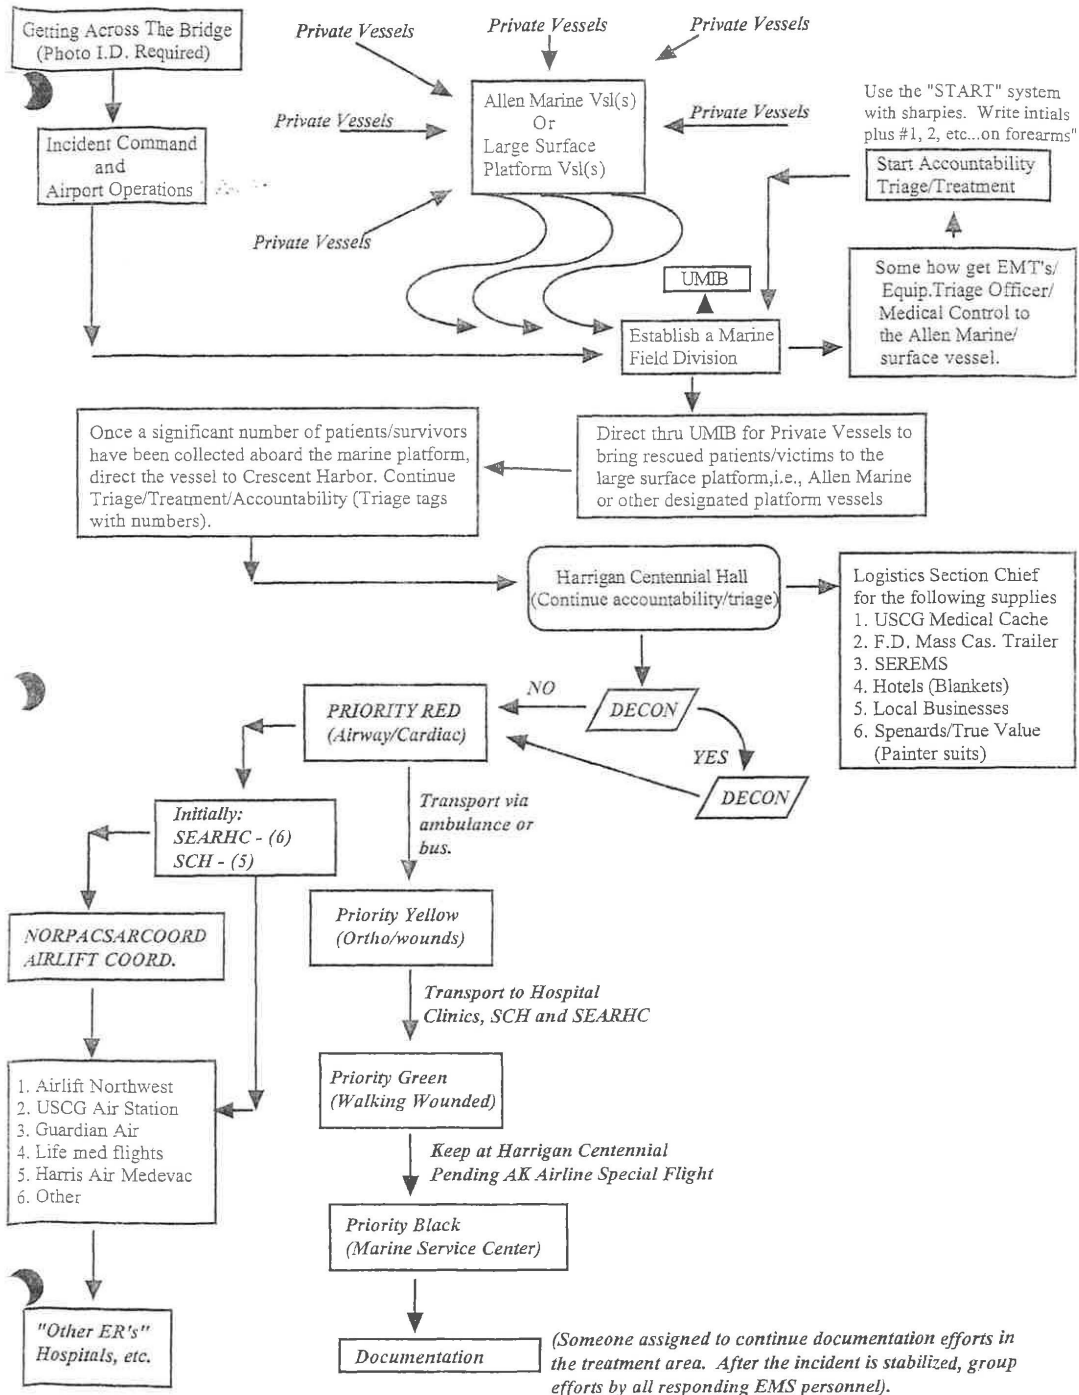 Getting Across The Bridge
(Photo I.D. Required)
Private Vessels
Private Vessels
Private Vessels
Private Vessels
Allen Marine Vsl(s)
Or
Large Surface
Platform Vsl(s)
Private Vessels
Private Vessels
Use the "START" system
with sharpies. Write intials
plus #1, 2, etc...on forearms"
Incident Command
and
Airport Operations
Start Accountability
Triage/Treatment
UMIB
Some how get EMT's/
Equip.Triage Officer/
Medical Control to
the Allen Marine/
surface vessel.
Establish a Marine
Field Division
Once a significant number of patients/survivors
have been collected aboard the marine platform,
direct the vessel to Crescent Harbor. Continue
Triage/Treatment/Accountability (Triage tags
with numbers).
Direct thru UMIB for Private Vessels to
bring rescued patients/victims to the
large surface platform,i.e., Allen Marine
or other designated platform vessels
Harrigan Centennial Hall
(Continue accountability/triage)
Logistics Section Chief
for the following supplies
1. USCG Medical Cache
2. F.D. Mass Cas. Trailer
3. SEREMS
4. Hotels (Blankets)
5. Local Businesses
6. Spenards/True Value
(Painter suits)
PRIORITY RED
(Airway/Cardiac)
NO
DECON
YES
DECON
Initially:
SEARHC - (6)
SCH - (5)
Transport via
ambulance or
bus.
NORPACSARCOORD
AIRLIFT COORD.
Priority Yellow
(Ortho/wounds)
Transport to Hospital
Clinics, SCH and SEARHC
1. Airlift Northwest
2. USCG Air Station
3. Guardian Air
4. Life med flights
5. Harris Air Medevac
6. Other
Priority Green
(Walking Wounded)
Keep at Harrigan Centennial
Pending AK Airline Special Flight
Priority Black
(Marine Service Center)
"Other ER's"
Hospitals, etc.
Documentation
(Someone assigned to continue documentation efforts in
the treatment area. After the incident is stabilized, group
efforts by all responding EMS personnel).